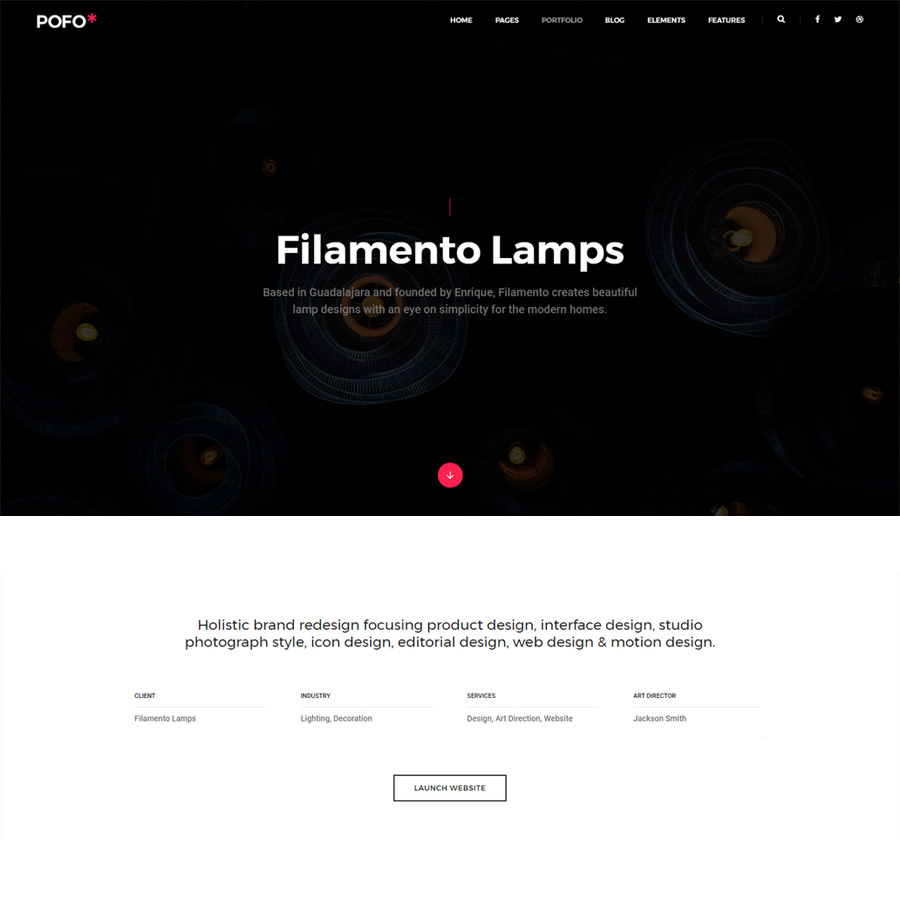 POFO*
HOME PAGES PORTFOLIO BLOG ELEMENTS FEATURES
Filamento Lamps
Based in Guadalajara and founded by Enrique, Filamento creates beautiful
lamp designs with an eye on simplicity for the modern homes.
Holistic brand redesign focusing product design, interface design, studio
photograph style, icon design, editorial design, web design & motion design.
CLIENT INDUSTRY SERVICES ART DIRECTOR
Filamento Lamps Lighting, Decoration Design, Art Direction, Website Jackson Smith
LAUNCH WEBSITE